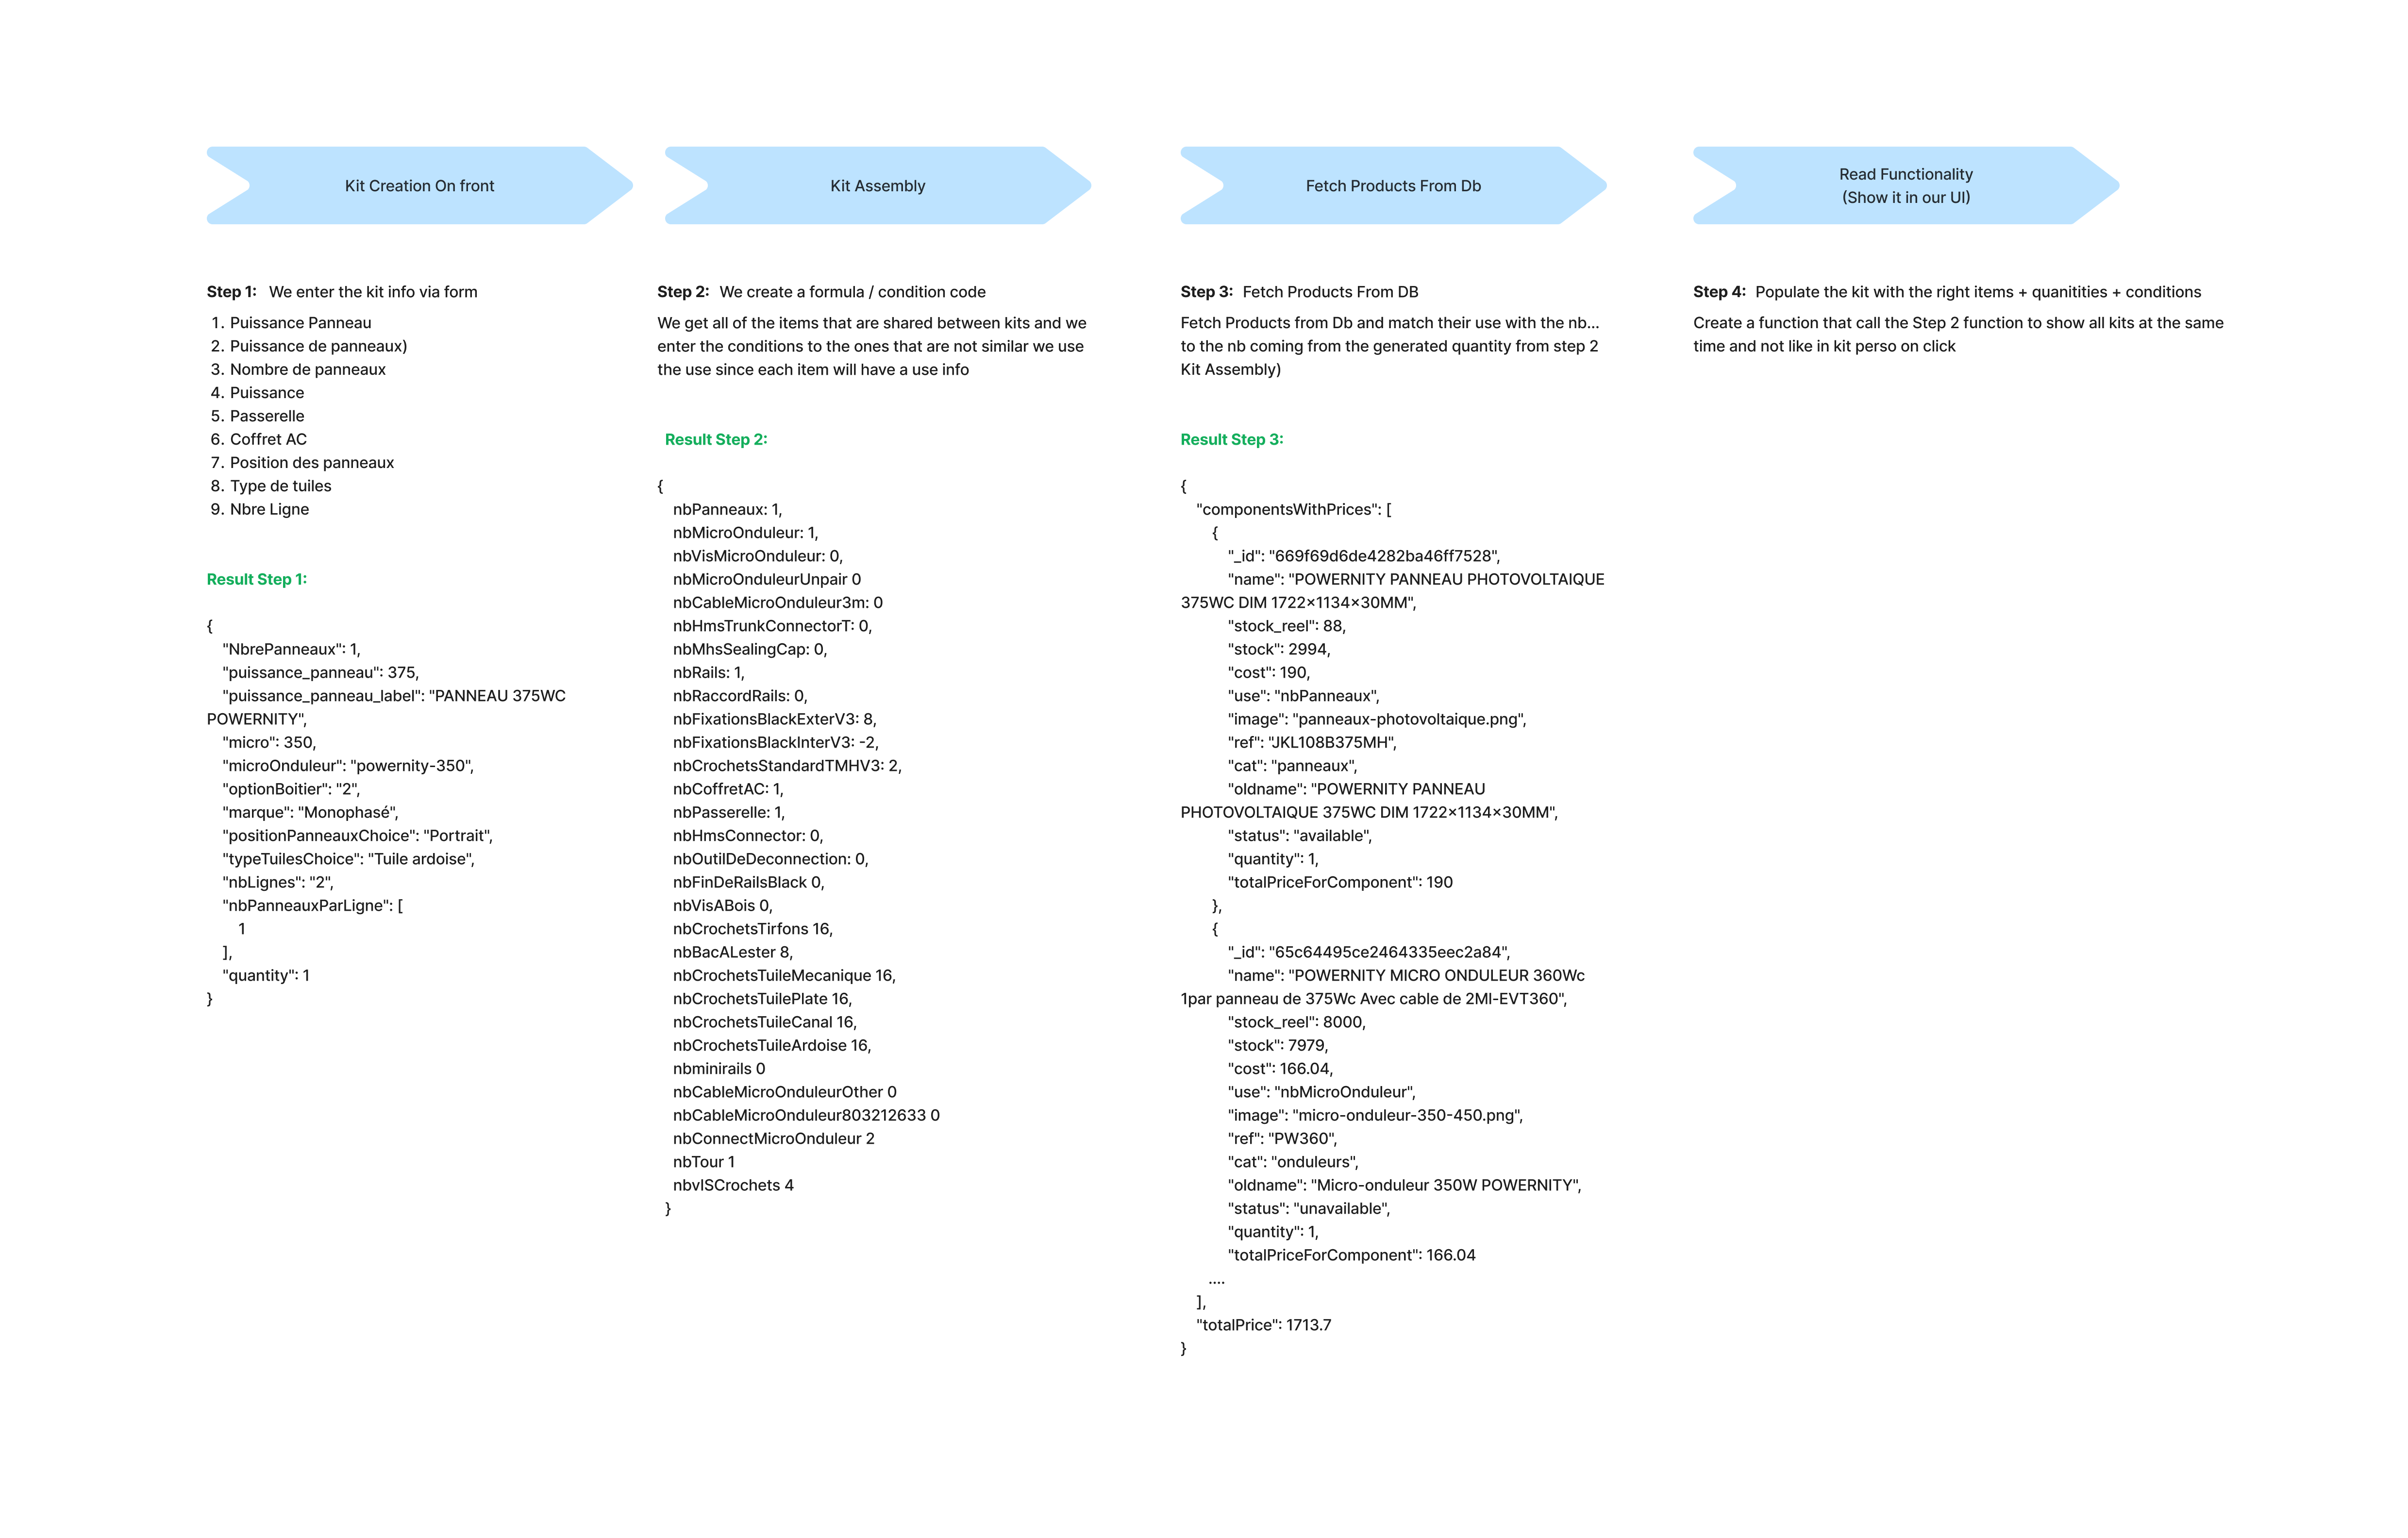 Kit Creation On front
Kit Assembly
Fetch Products From Db
Read Functionality
(Show it in our UI)
Step 1: We enter the kit info via form
1. Puissance Panneau
2. Puissance de panneaux)
3. Nombre de panneaux
4. Puissance
5. Passerelle
6. Coffret AC
7. Position des panneaux
8. Type de tuiles
9. Nbre Ligne
Result Step 1:
{
"NbrePanneaux": 1,
"puissance_panneau": 375,
"puissance_panneau_label": "PANNEAU 375WC
POWERNITY",
"micro": 350,
"microOnduleur": "powernity-350",
"optionBoitier": "2",
"marque": "Monophasé",
"positionPanneauxChoice": "Portrait",
"typeTuilesChoice": "Tuile ardoise",
"nbLignes": "2",
"nbPanneauxParLigne": [
1
],
"quantity": 1
}
Step 2: We create a formula / condition code
We get all of the items that are shared between kits and we
enter the conditions to the ones that are not similar we use
the use since each item will have a use info
Result Step 2:
{
nbPanneaux: 1,
nbMicroOnduleur: 1,
nbVisMicroOnduleur: 0,
nbMicroOnduleurUnpair 0
nbCableMicroOnduleur3m: 0
nbHmsTrunkConnectorT: 0,
nbMhsSealingCap: 0,
nbRails: 1,
nbRaccordRails: 0,
nbFixationsBlackExterV3: 8,
nbFixationsBlackInterV3: -2,
nbCrochetsStandardTMHV3: 2,
nbCoffretAC: 1,
nbPasserelle: 1,
nbHmsConnector: 0,
nbOutilDeDeconnection: 0,
nbFinDeRailsBlack 0,
nbVisABois 0,
nbCrochetsTirfons 16,
nbBacALester 8,
nbCrochetsTuileMecanique 16,
nbCrochetsTuilePlate 16,
nbCrochetsTuileCanal 16,
nbCrochetsTuileArdoise 16,
nbminirails 0
nbCableMicroOnduleurOther 0
nbCableMicroOnduleur803212633 0
nbConnectMicroOnduleur 2
nbTour 1
nbvISCrochets 4
}
Step 3: Fetch Products From DB
Fetch Products from Db and match their use with the nb...
to the nb coming from the generated quantity from step 2
Kit Assembly)
Result Step 3:
{
"componentsWithPrices": [
{
"_id": "669f69d6de4282ba46ff7528",
"name": "POWERNITY PANNEAU PHOTOVOLTAIQUE
375WC DIM 1722×1134×30MM",
"stock_reel": 88,
"stock": 2994,
"cost": 190,
"use": "nbPanneaux",
"image": "panneaux-photovoltaique.png",
"ref": "JKL108B375MH",
"cat": "panneaux",
"oldname": "POWERNITY PANNEAU
PHOTOVOLTAIQUE 375WC DIM 1722×1134×30MM",
"status": "available",
"quantity": 1,
"totalPriceForComponent": 190
},
{
"_id": "65c64495ce2464335eec2a84",
"name": "POWERNITY MICRO ONDULEUR 360Wc
1par panneau de 375Wc Avec cable de 2MI-EVT360",
"stock_reel": 8000,
"stock": 7979,
"cost": 166.04,
"use": "nbMicroOnduleur",
"image": "micro-onduleur-350-450.png",
"ref": "PW360",
"cat": "onduleurs",
"oldname": "Micro-onduleur 350W POWERNITY",
"status": "unavailable",
"quantity": 1,
"totalPriceForComponent": 166.04
....
],
"totalPrice": 1713.7
}
Step 4: Populate the kit with the right items + quanitities + conditions
Create a function that call the Step 2 function to show all kits at the same
time and not like in kit perso on click